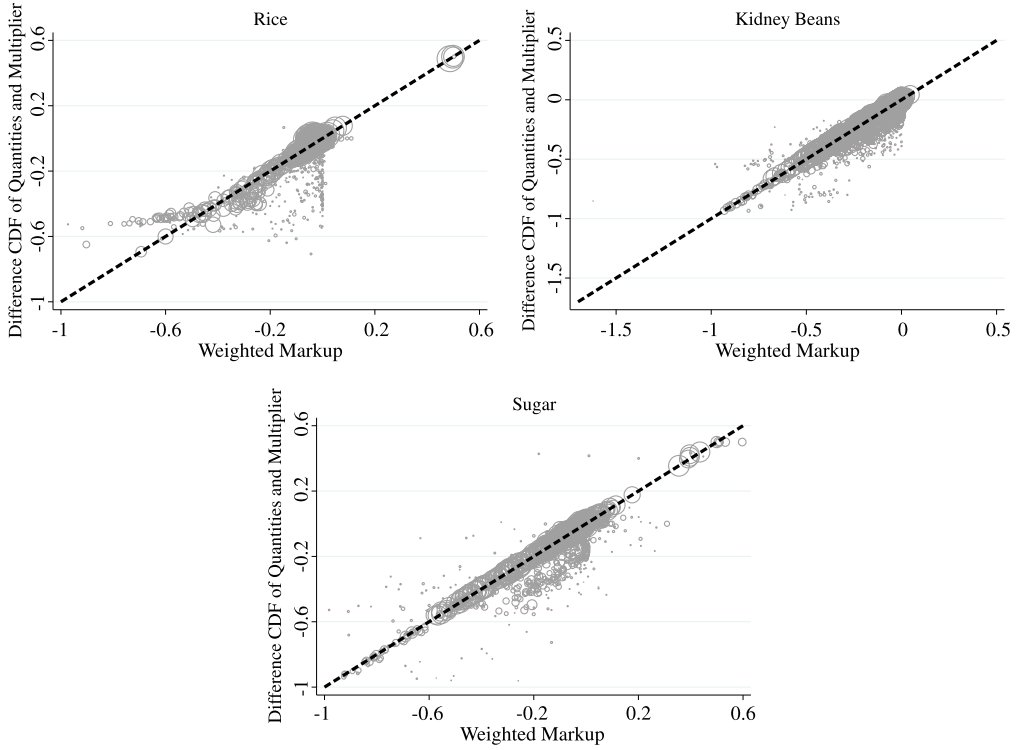 Rice
Difference CDF of Quantities and Multiplier
0.6
0.2
-0.2
-0.6
-1
-1 -0.6 -0.2 0.2 0.6
Weighted Markup
Kidney Beans
Difference CDF of Quantities and Multiplier
0.5
0
-0.5
-1
-1.5
-1.5 -1 -0.5 0 0.5
Weighted Markup
Sugar
Difference CDF of Quantities and Multiplier
0.6
0.2
-0.2
-0.6
-1
-1 -0.6 -0.2 0.2 0.6
Weighted Markup